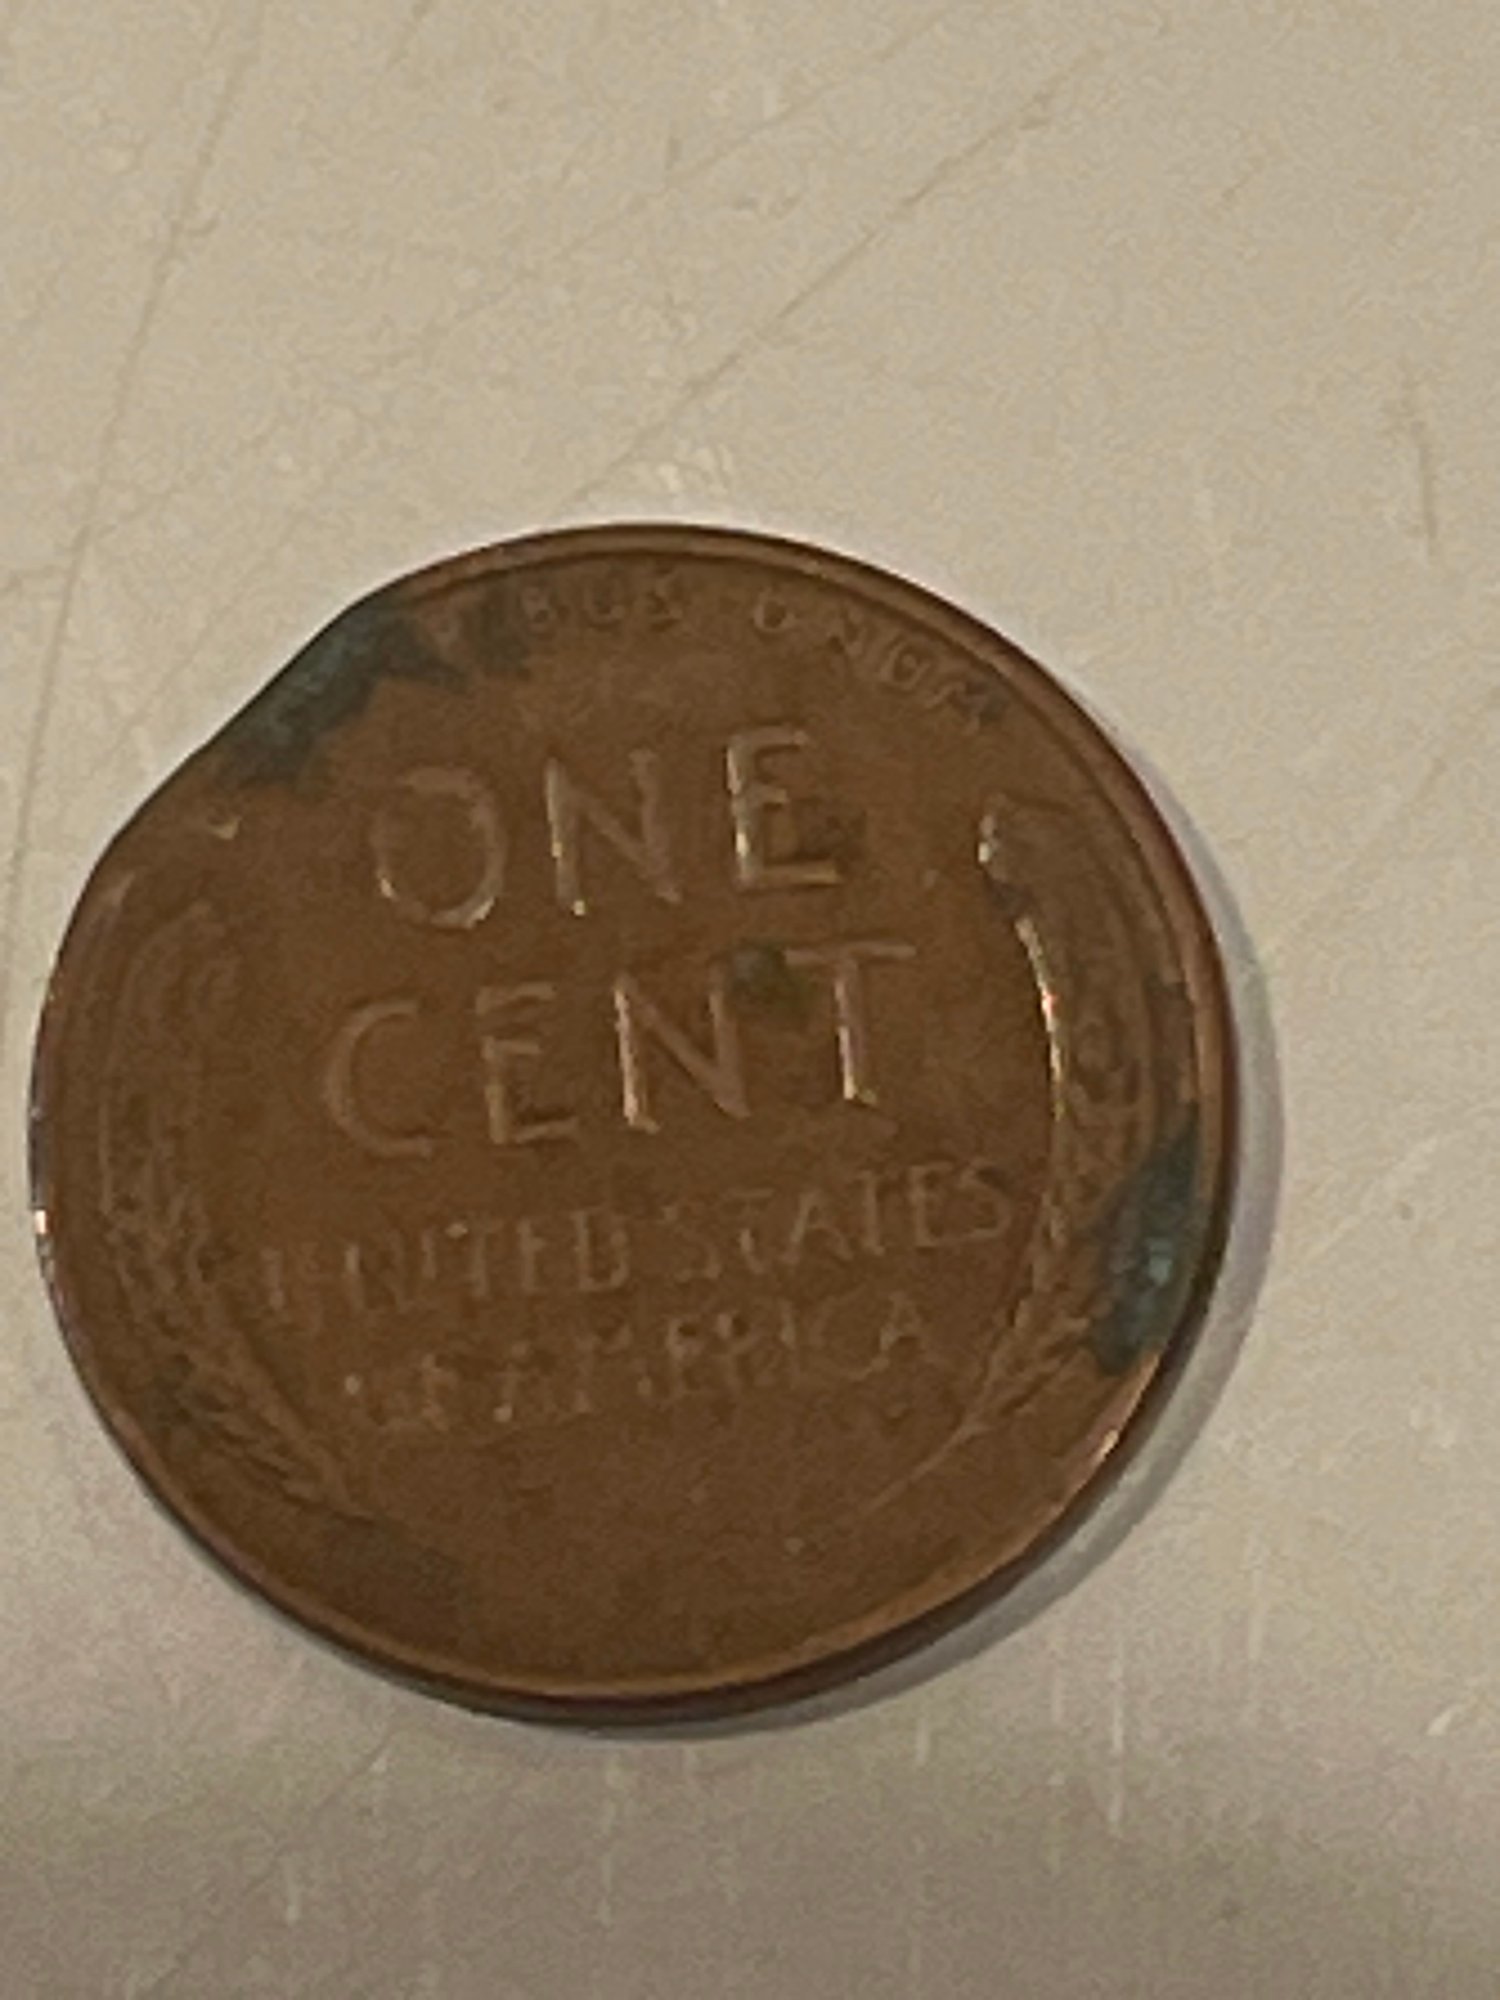 ONE
CENT
UNITED STATES
OF AMERICA